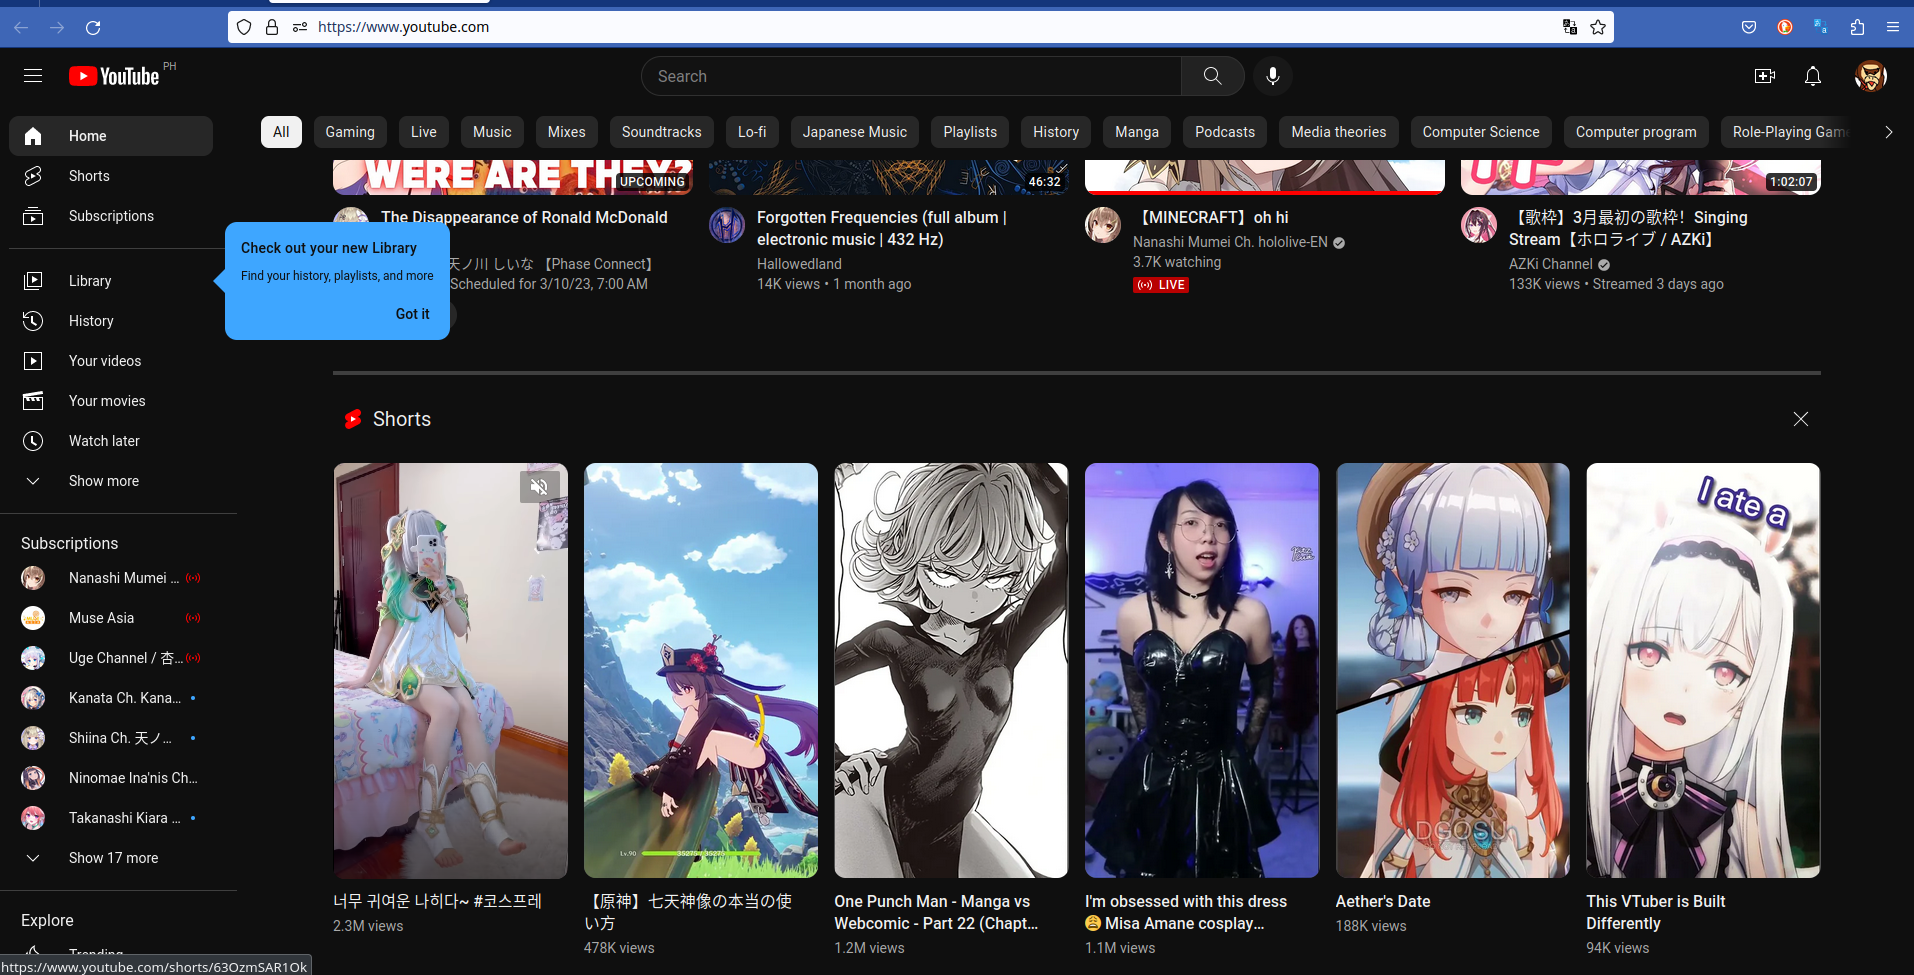 https://www.youtube.com
YouTube PH
Search
Home
Shorts
Subscriptions
Library
History
Your videos
Your movies
Watch later
Show more
Subscriptions
Nanashi Mumei ...
Muse Asia
Uge Channel / 杏...
Kanata Ch. Kana...
Shiina Ch. 天ノ...
Ninomae Ina'nis Ch...
Takanashi Kiara ...
Show 17 more
Explore
Trending
https://www.youtube.com/shorts/63OzmSAR1Ok
Check out your new Library
Find your history, playlists, and more
Got it
All
Gaming
Live
Music
Mixes
Soundtracks
Lo-fi
Japanese Music
Playlists
History
Manga
Podcasts
Media theories
Computer Science
Computer program
Role-Playing Game
WERE ARE THEY?
UPCOMING
The Disappearance of Ronald McDonald
天ノ川 しいな 【Phase Connect】
Scheduled for 3/10/23, 7:00 AM
46:32
Forgotten Frequencies (full album |
electronic music | 432 Hz)
Hallowedland
14K views • 1 month ago
【MINECRAFT】oh hi
Nanashi Mumei Ch. hololive-EN
3.7K watching
LIVE
1:02:07
【歌枠】3月最初の歌枠！Singing
Stream【ホロライブ / AZKi】
AZKi Channel
133K views • Streamed 3 days ago
Shorts
너무 귀여운 나히다~ #코스프레
2.3M views
Lv.90
35275 / 35275
【原神】七天神像の本当の使
い方
478K views
One Punch Man - Manga vs
Webcomic - Part 22 (Chapt...
1.2M views
I'm obsessed with this dress
😩 Misa Amane cosplay...
1.1M views
DGOSU
Aether's Date
188K views
I ate a
This VTuber is Built
Differently
94K views